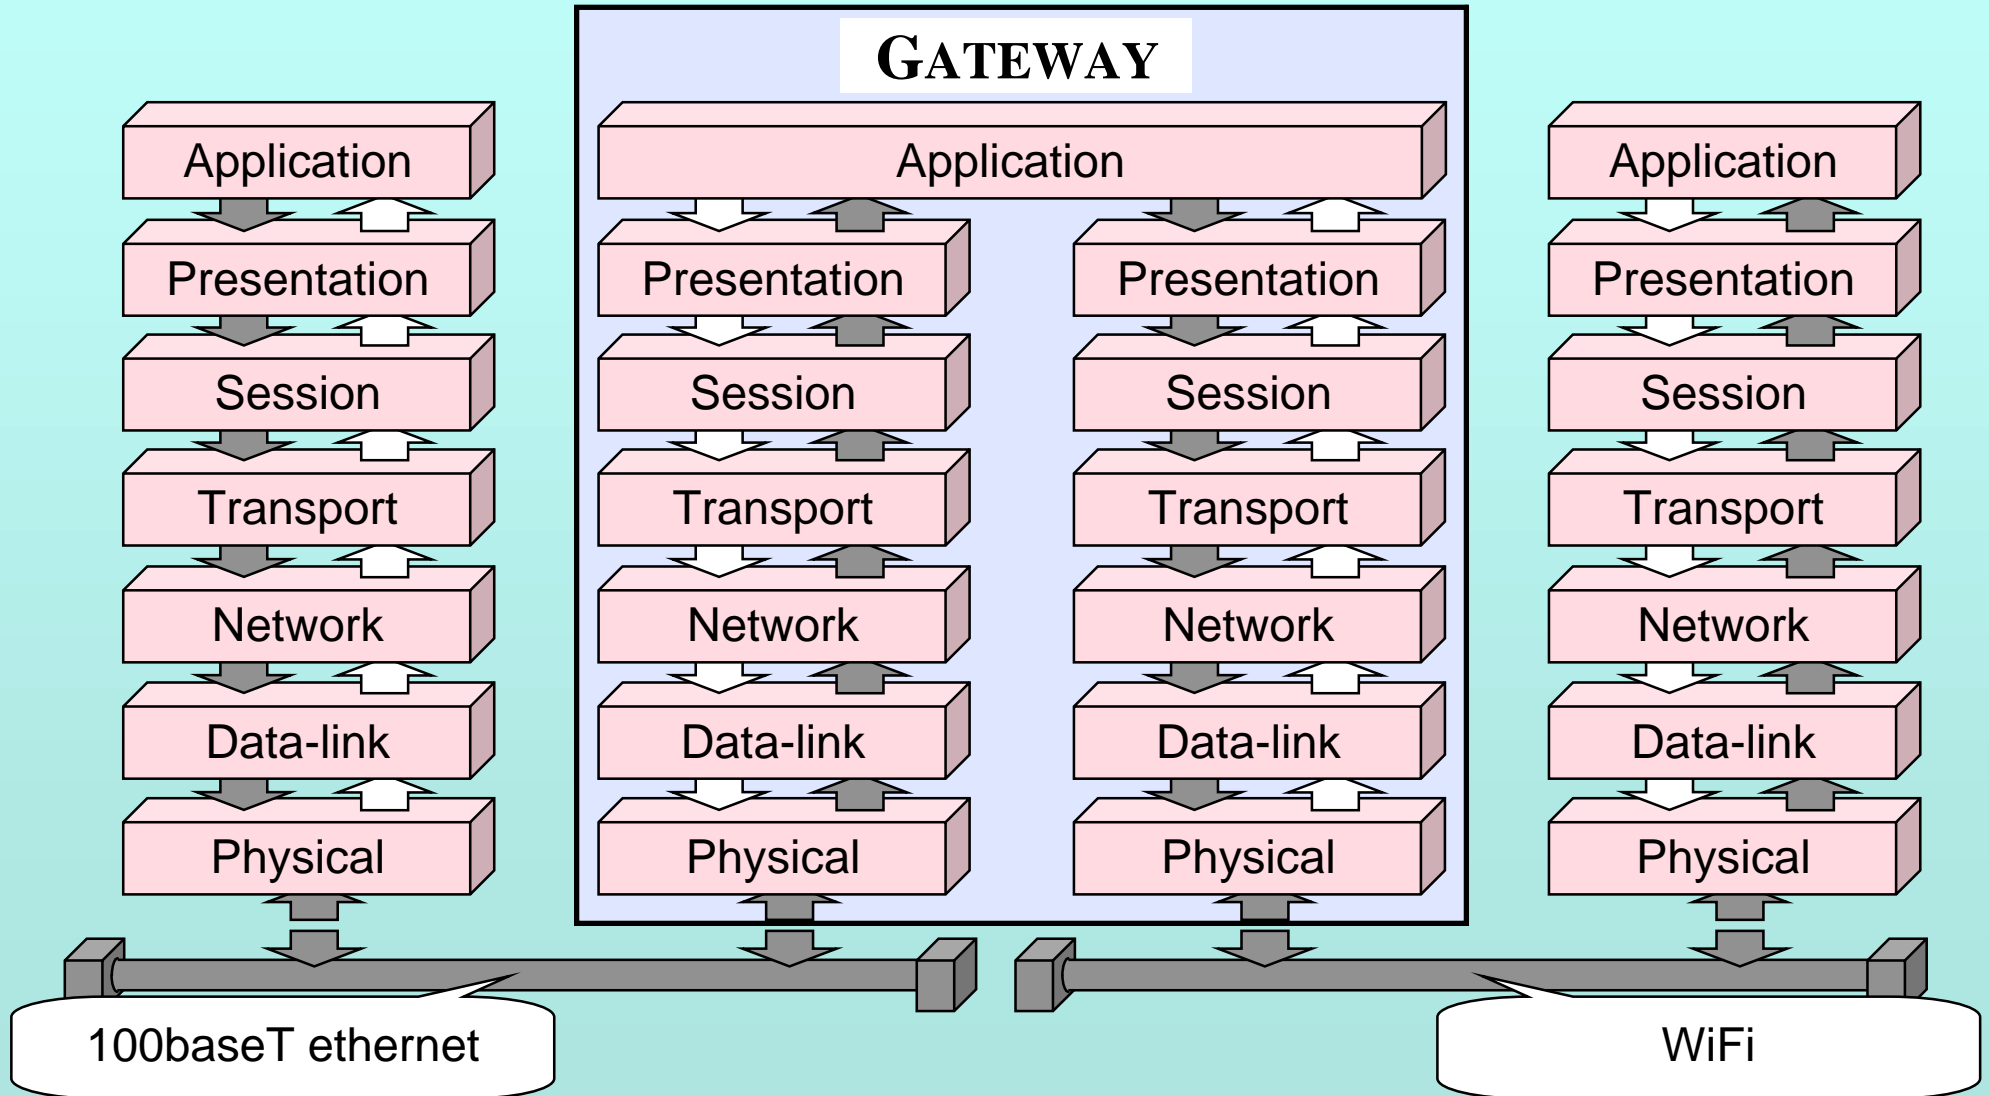 GATEWAY
Application
Application
Application
Presentation
Presentation
Presentation
Presentation
Session
Session
Session
Session
Transport
Transport
Transport
Transport
Network
Network
Network
Network
Data-link
Data-link
Data-link
Data-link
Physical
Physical
Physical
Physical
100baseT ethernet
WiFi